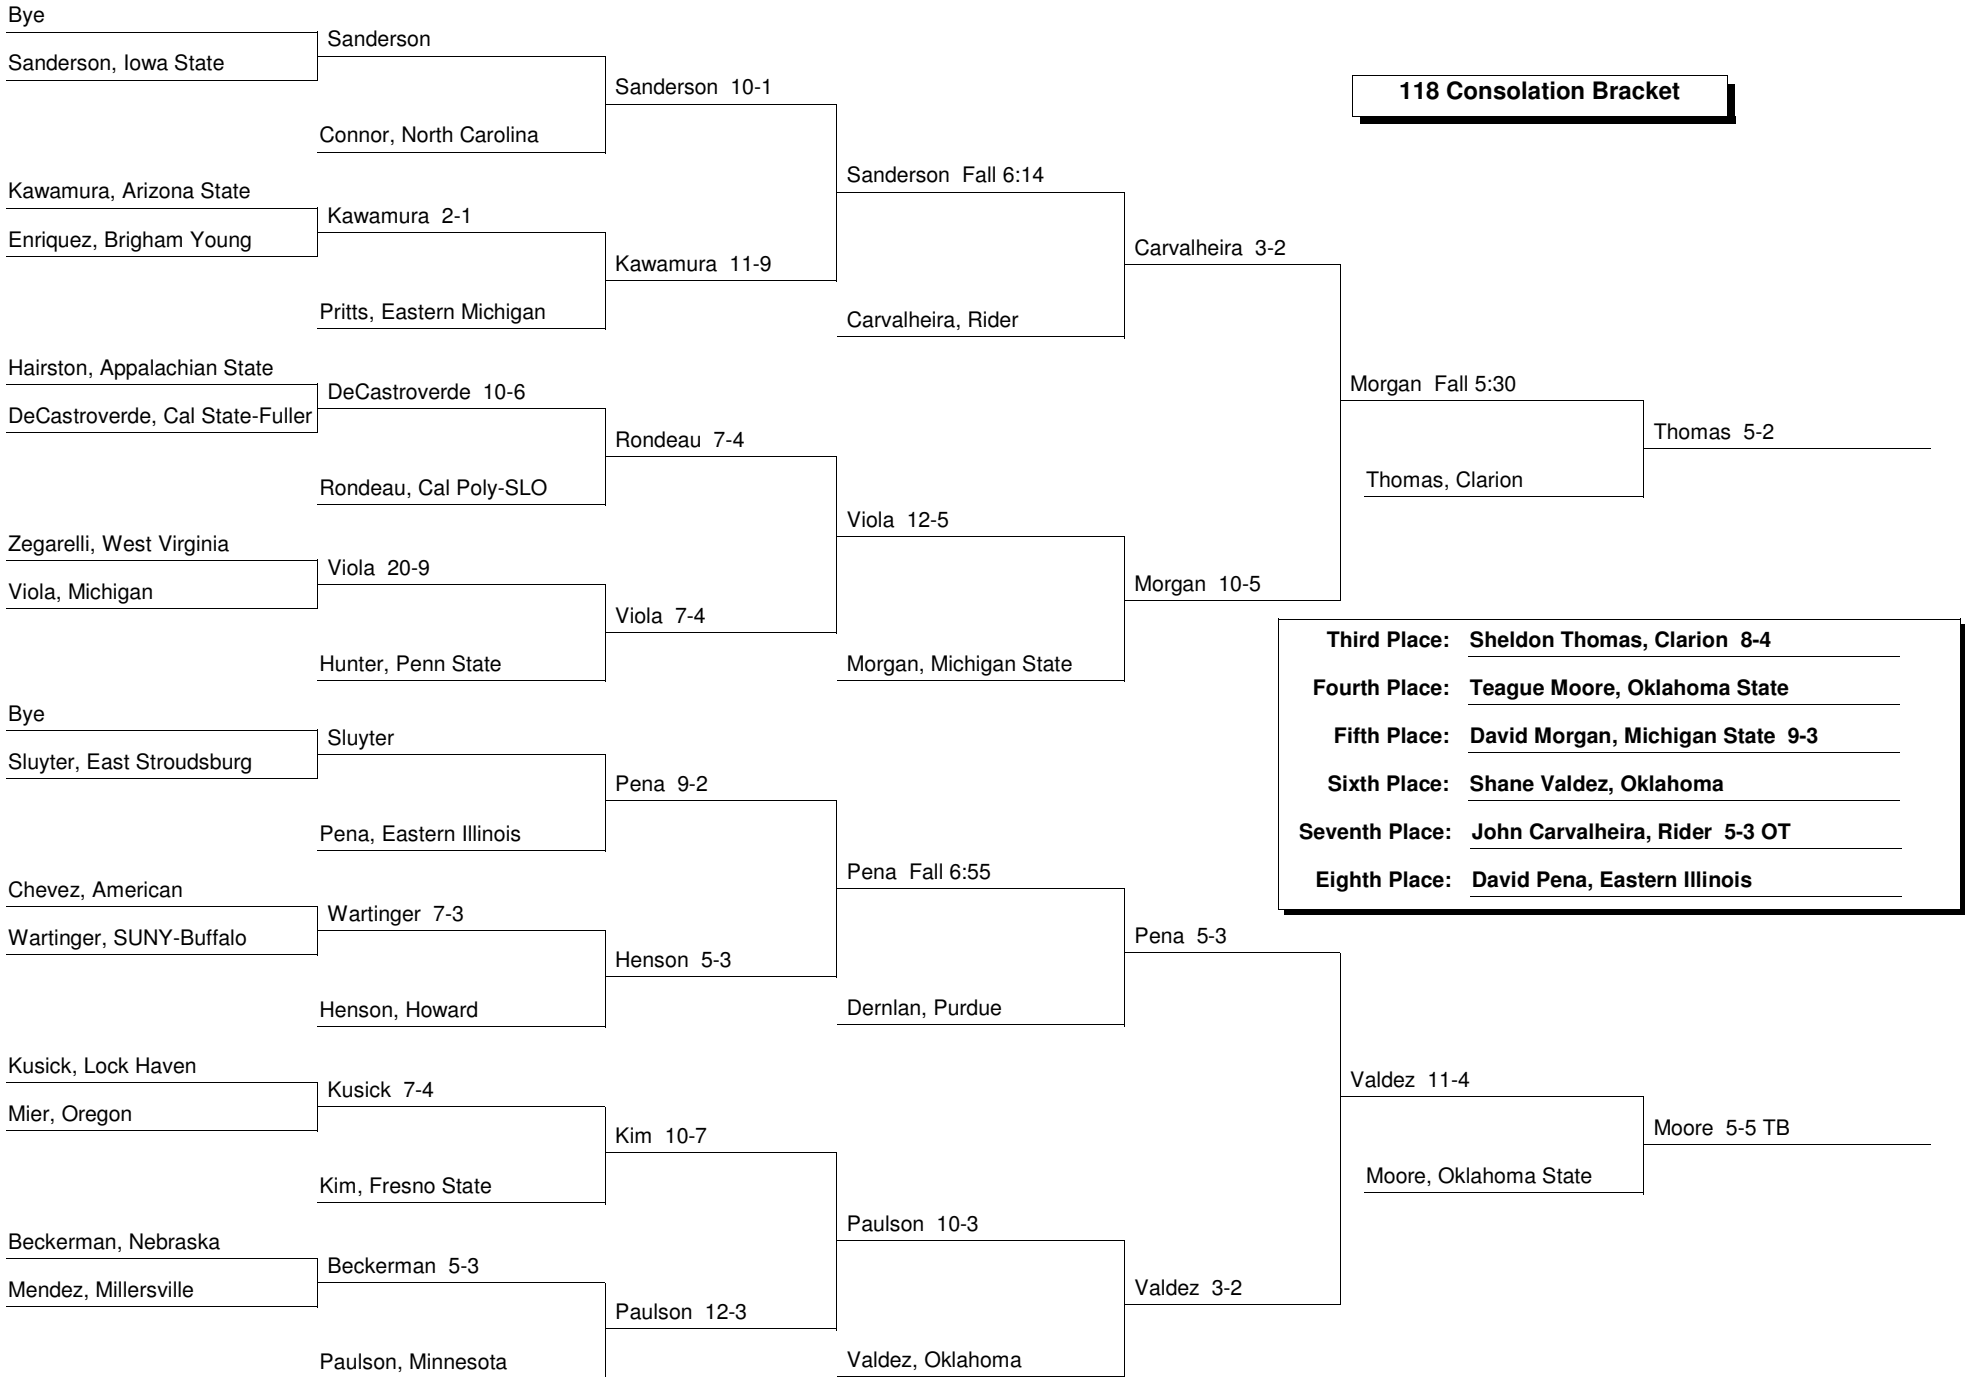 Bye
Sanderson, Iowa State
Sanderson
Connor, North Carolina
Sanderson 10-1
Kawamura, Arizona State
Enriquez, Brigham Young
Kawamura 2-1
Pritts, Eastern Michigan
Kawamura 11-9
Sanderson Fall 6:14
Carvalheira, Rider
Carvalheira 3-2
Hairston, Appalachian State
DeCastroverde, Cal State-Fuller
DeCastroverde 10-6
Rondeau, Cal Poly-SLO
Rondeau 7-4
Zegarelli, West Virginia
Viola, Michigan
Viola 20-9
Hunter, Penn State
Viola 7-4
Viola 12-5
Morgan, Michigan State
Morgan 10-5
Morgan Fall 5:30
Thomas, Clarion
Thomas 5-2
118 Consolation Bracket
Bye
Sluyter, East Stroudsburg
Sluyter
Pena, Eastern Illinois
Pena 9-2
Chevez, American
Wartinger, SUNY-Buffalo
Wartinger 7-3
Henson, Howard
Henson 5-3
Pena Fall 6:55
Dernlan, Purdue
Pena 5-3
Kusick, Lock Haven
Mier, Oregon
Kusick 7-4
Kim, Fresno State
Kim 10-7
Beckerman, Nebraska
Mendez, Millersville
Beckerman 5-3
Paulson, Minnesota
Paulson 12-3
Paulson 10-3
Valdez, Oklahoma
Valdez 3-2
Valdez 11-4
Moore, Oklahoma State
Moore 5-5 TB
Third Place: Sheldon Thomas, Clarion 8-4
Fourth Place: Teague Moore, Oklahoma State
Fifth Place: David Morgan, Michigan State 9-3
Sixth Place: Shane Valdez, Oklahoma
Seventh Place: John Carvalheira, Rider 5-3 OT
Eighth Place: David Pena, Eastern Illinois